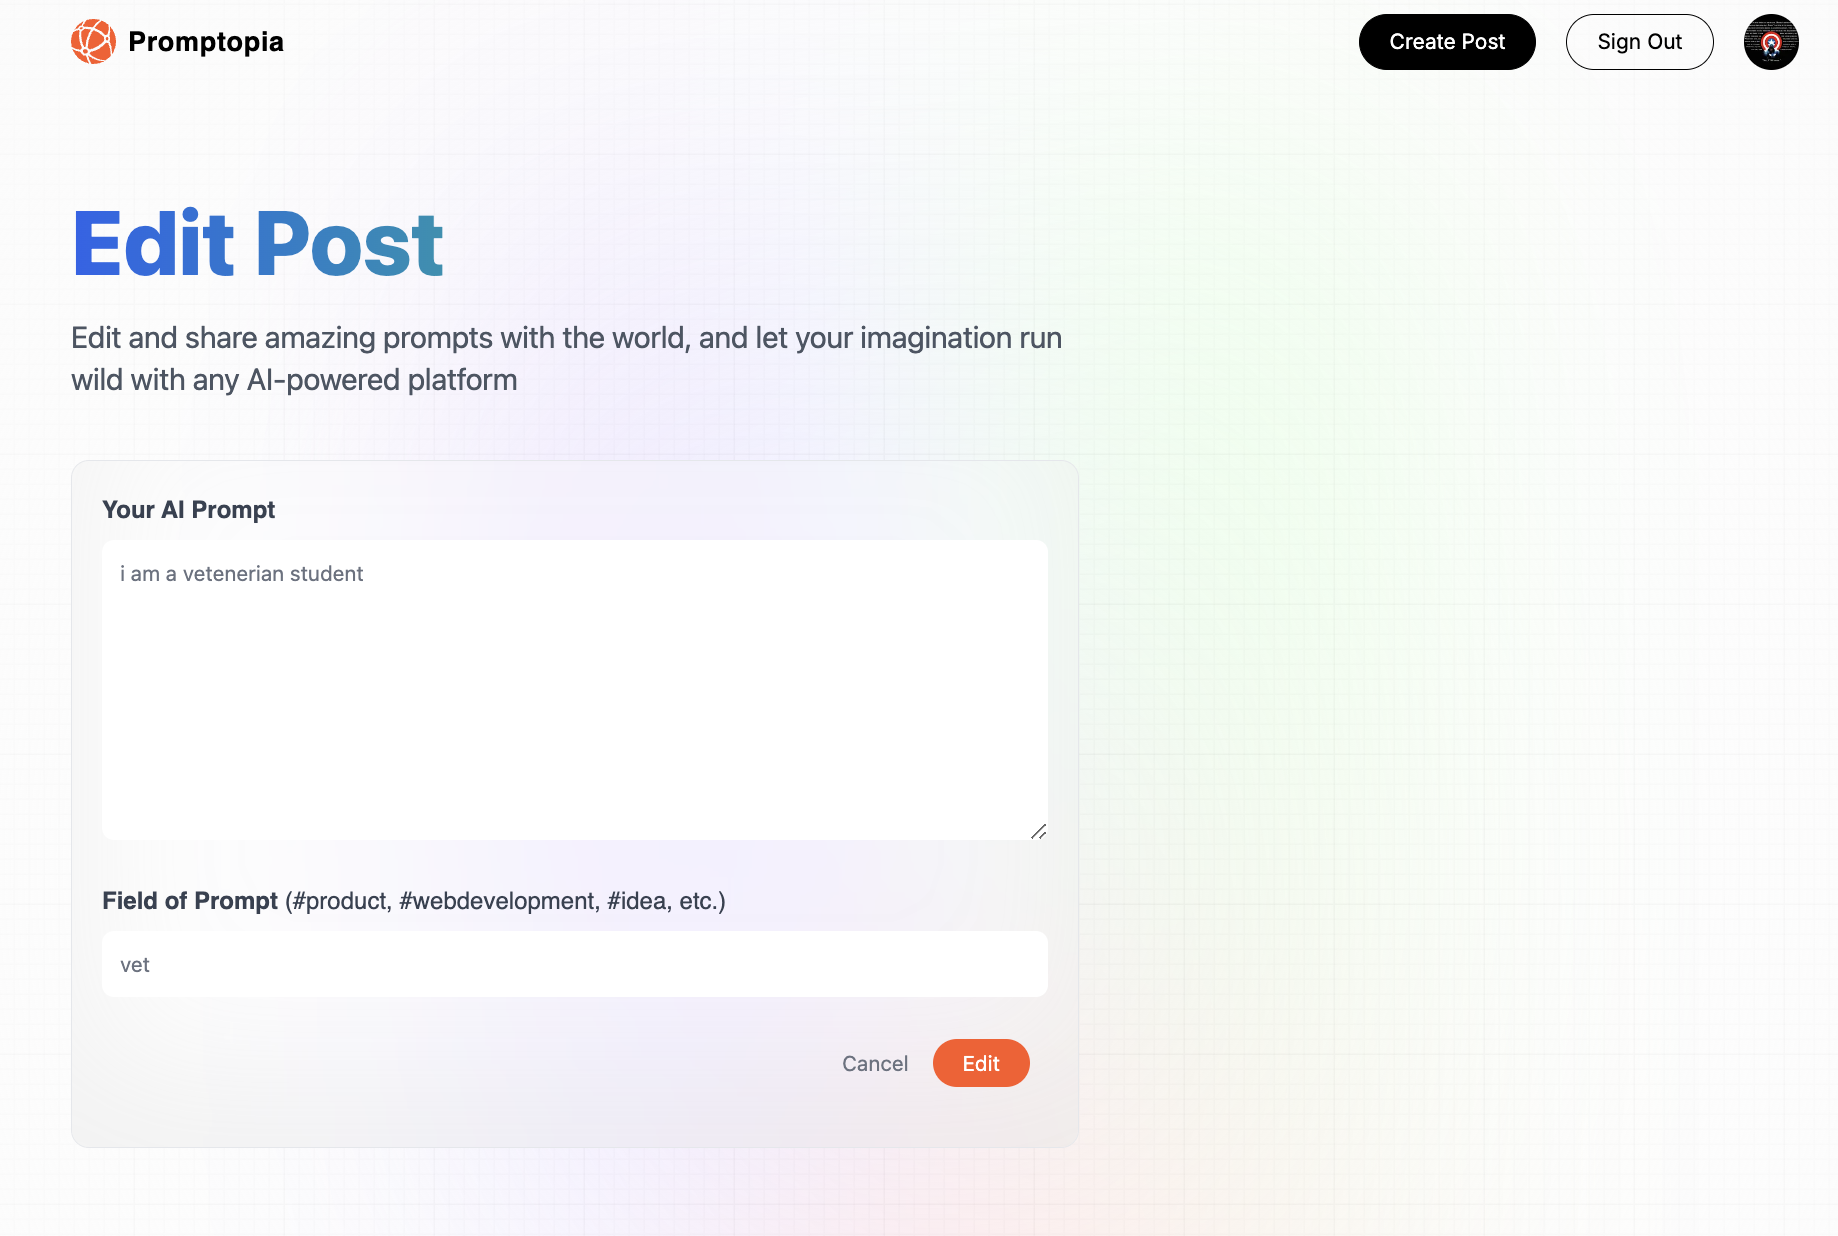 Promptopia
Create Post
Sign Out
Edit Post
Edit and share amazing prompts with the world, and let your imagination run
wild with any AI-powered platform
Your AI Prompt
i am a vetenerian student
Field of Prompt (#product, #webdevelopment, #idea, etc.)
vet
Cancel
Edit